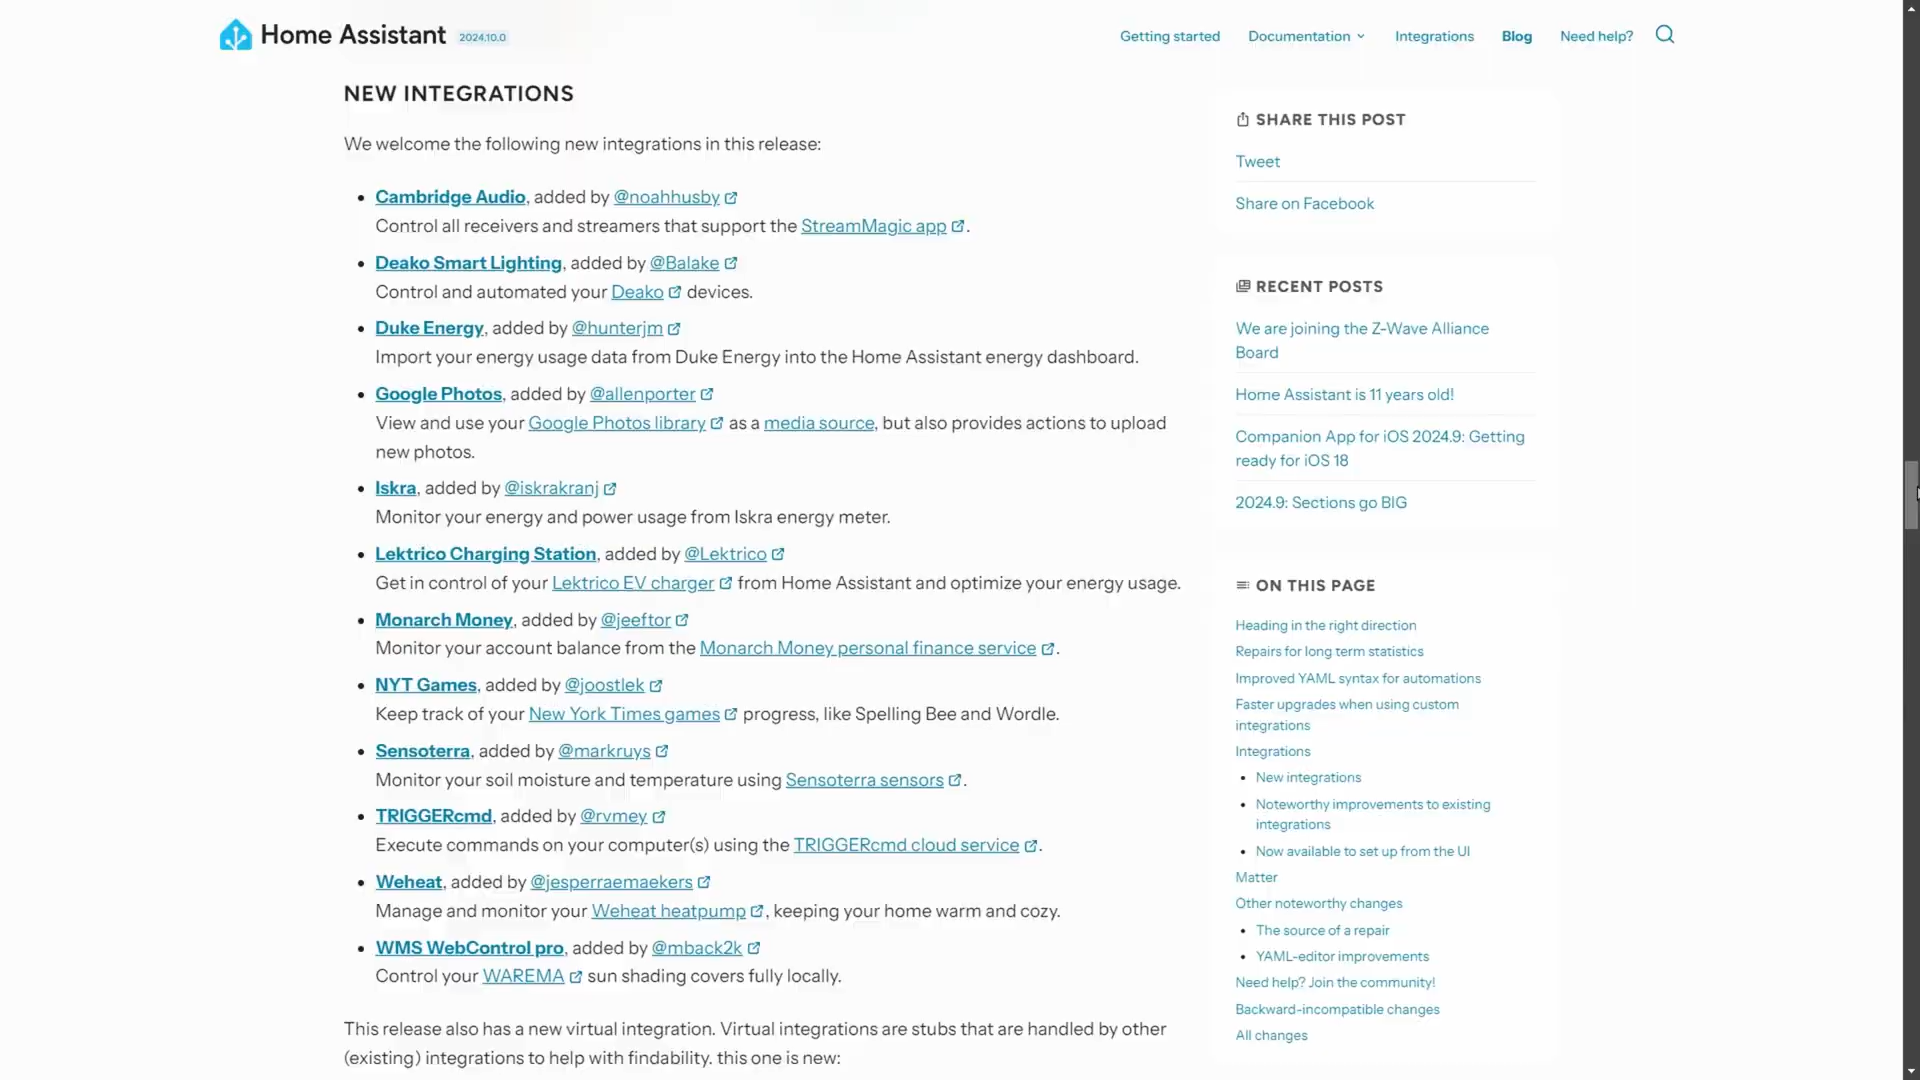 Home Assistant 2024.10.0
Getting started Documentation Integrations Blog Need help?
NEW INTEGRATIONS
We welcome the following new integrations in this release:
Cambridge Audio, added by @noahhusby
Control all receivers and streamers that support the StreamMagic app.
Deako Smart Lighting, added by @Balake
Control and automated your Deako devices.
Duke Energy, added by @hunterjm
Import your energy usage data from Duke Energy into the Home Assistant energy dashboard.
Google Photos, added by @allenporter
View and use your Google Photos library as a media source, but also provides actions to upload
new photos.
Iskra, added by @iskrakranj
Monitor your energy and power usage from Iskra energy meter.
Lektrico Charging Station, added by @Lektrico
Get in control of your Lektrico EV charger from Home Assistant and optimize your energy usage.
Monarch Money, added by @jeeftor
Monitor your account balance from the Monarch Money personal finance service.
NYT Games, added by @joostlek
Keep track of your New York Times games progress, like Spelling Bee and Wordle.
Sensoterra, added by @markruys
Monitor your soil moisture and temperature using Sensoterra sensors.
TRIGGERcmd, added by @rvmey
Execute commands on your computer(s) using the TRIGGERcmd cloud service.
Weheat, added by @jesperraemaekers
Manage and monitor your Weheat heatpump, keeping your home warm and cozy.
WMS WebControl pro, added by @mback2k
Control your WAREMA sun shading covers fully locally.
This release also has a new virtual integration. Virtual integrations are stubs that are handled by other
(existing) integrations to help with findability. this one is new:
SHARE THIS POST
Tweet
Share on Facebook
RECENT POSTS
We are joining the Z-Wave Alliance
Board
Home Assistant is 11 years old!
Companion App for iOS 2024.9: Getting
ready for iOS 18
2024.9: Sections go BIG
ON THIS PAGE
Heading in the right direction
Repairs for long term statistics
Improved YAML syntax for automations
Faster upgrades when using custom
integrations
Integrations
New integrations
Noteworthy improvements to existing
integrations
Now available to set up from the UI
Matter
Other noteworthy changes
The source of a repair
YAML-editor improvements
Need help? Join the community!
Backward-incompatible changes
All changes